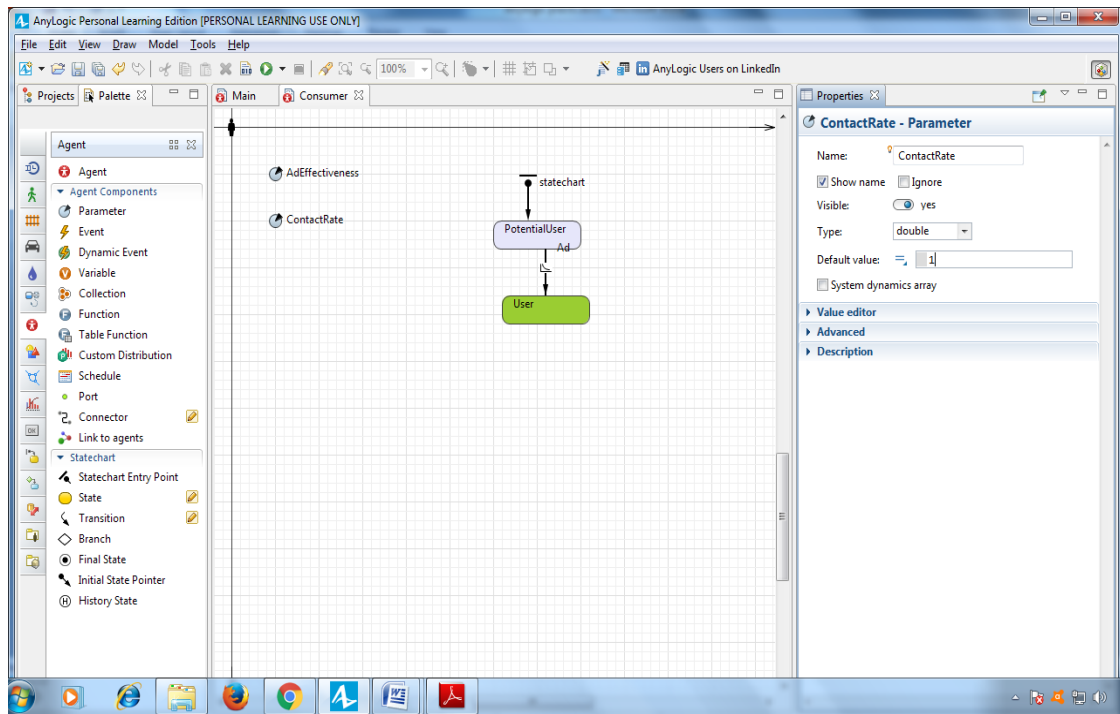 AnyLogic Personal Learning Edition [PERSONAL LEARNING USE ONLY]
File Edit View Draw Model Tools Help
100% AnyLogic Users on LinkedIn
Projects Palette Main Consumer Properties
Agent
Agent
Agent Components
Parameter
Event
Dynamic Event
Variable
Collection
Function
Table Function
Custom Distribution
Schedule
Port
Connector
Link to agents
Statechart
Statechart Entry Point
State
Transition
Branch
Final State
Initial State Pointer
History State
AdEffectiveness
ContactRate
statechart
PotentialUser
Ad
User
ContactRate - Parameter
Name: ContactRate
Show name Ignore
Visible: yes
Type: double
Default value: 1
System dynamics array
Value editor
Advanced
Description